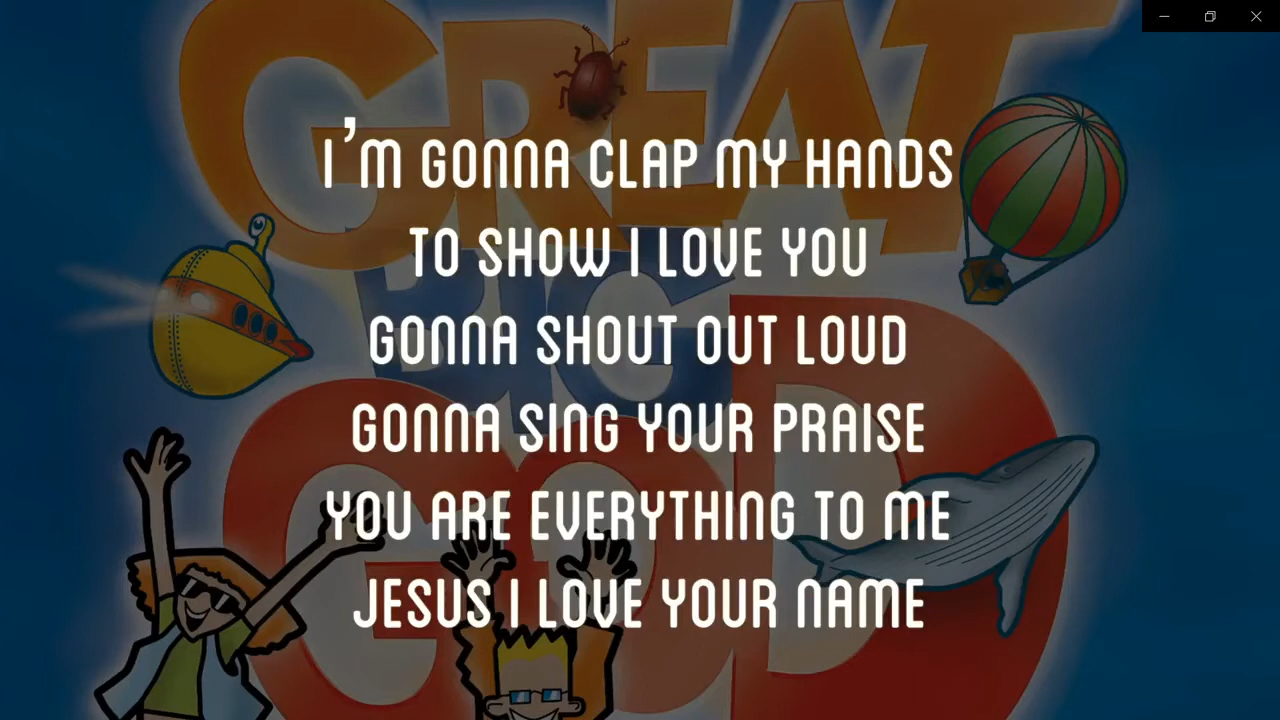 GREAT
BIG
GOD
I'M GONNA CLAP MY HANDS
TO SHOW I LOVE YOU
GONNA SHOUT OUT LOUD
GONNA SING YOUR PRAISE
YOU ARE EVERYTHING TO ME
JESUS I LOVE YOUR NAME